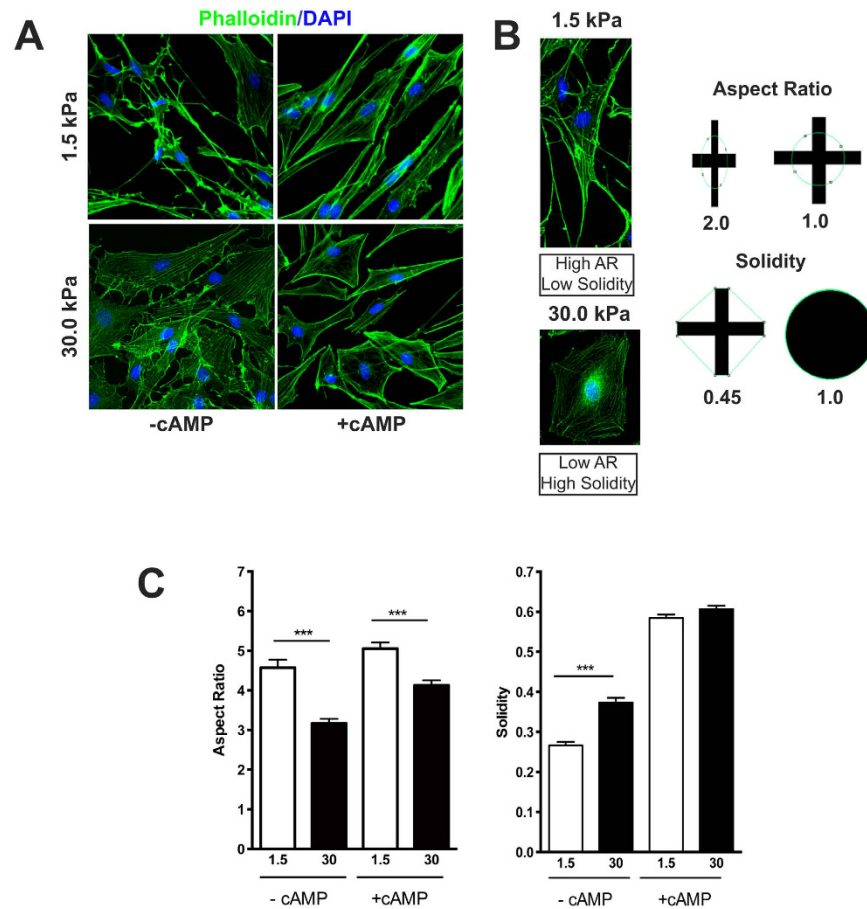 A
Phalloidin/DAPI
1.5 kPa
30.0 kPa
-cAMP
+cAMP
B
1.5 kPa
High AR
Low Solidity
30.0 kPa
Low AR
High Solidity
Aspect Ratio
2.0
1.0
Solidity
0.45
1.0
C
Aspect Ratio
7
6
5
4
3
2
1
0
***
***
1.5
30
1.5
30
- cAMP
+cAMP
Solidity
0.7
0.6
0.5
0.4
0.3
0.2
0.1
0.0
***
1.5
30
1.5
30
- cAMP
+cAMP